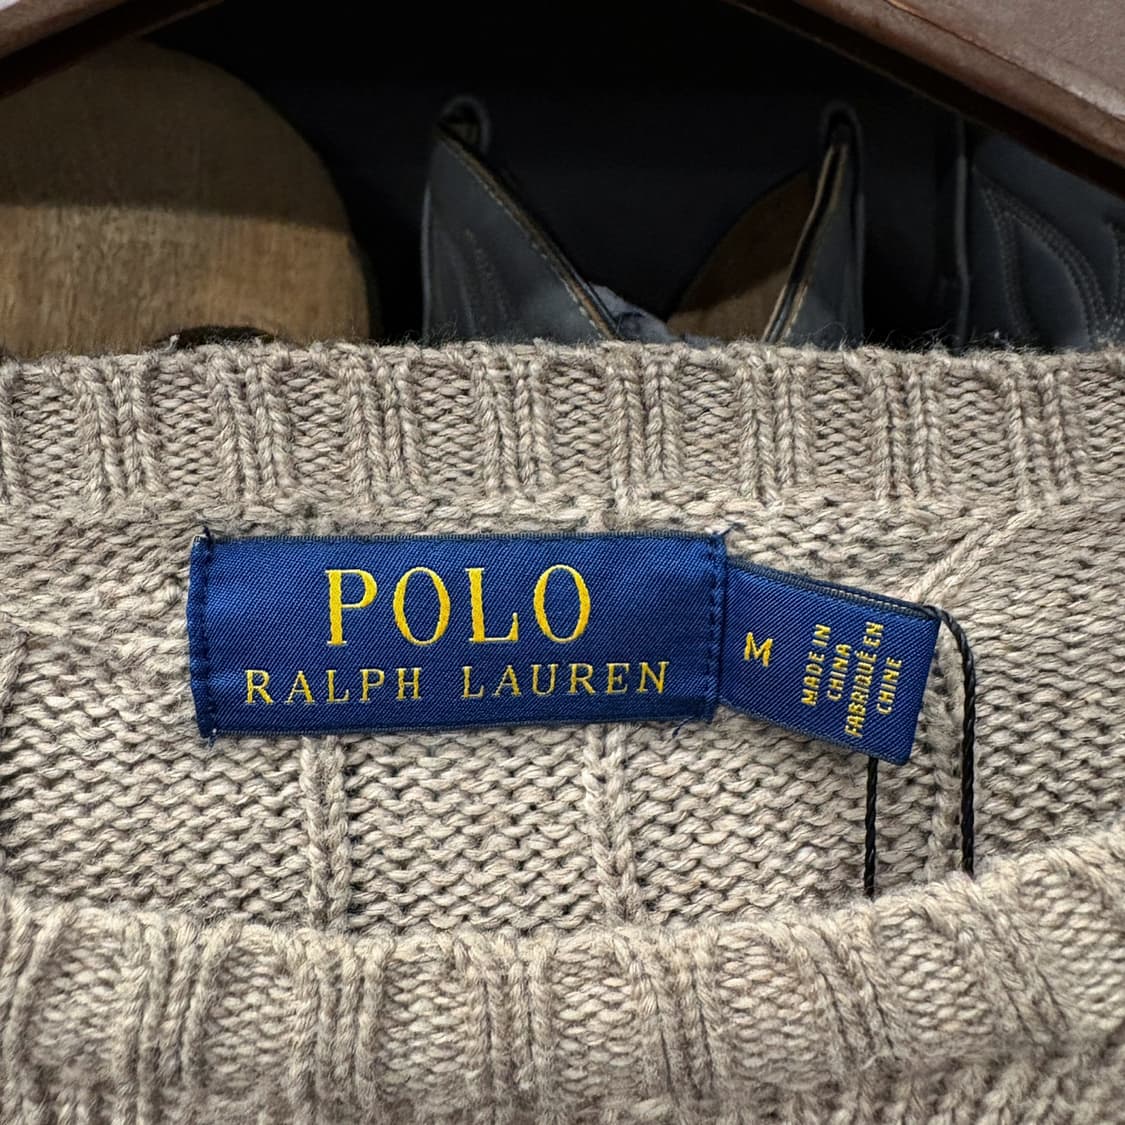 POLO
RALPH LAUREN
M
MADE IN
CHINA
FABRIQUÉ EN
CHINE